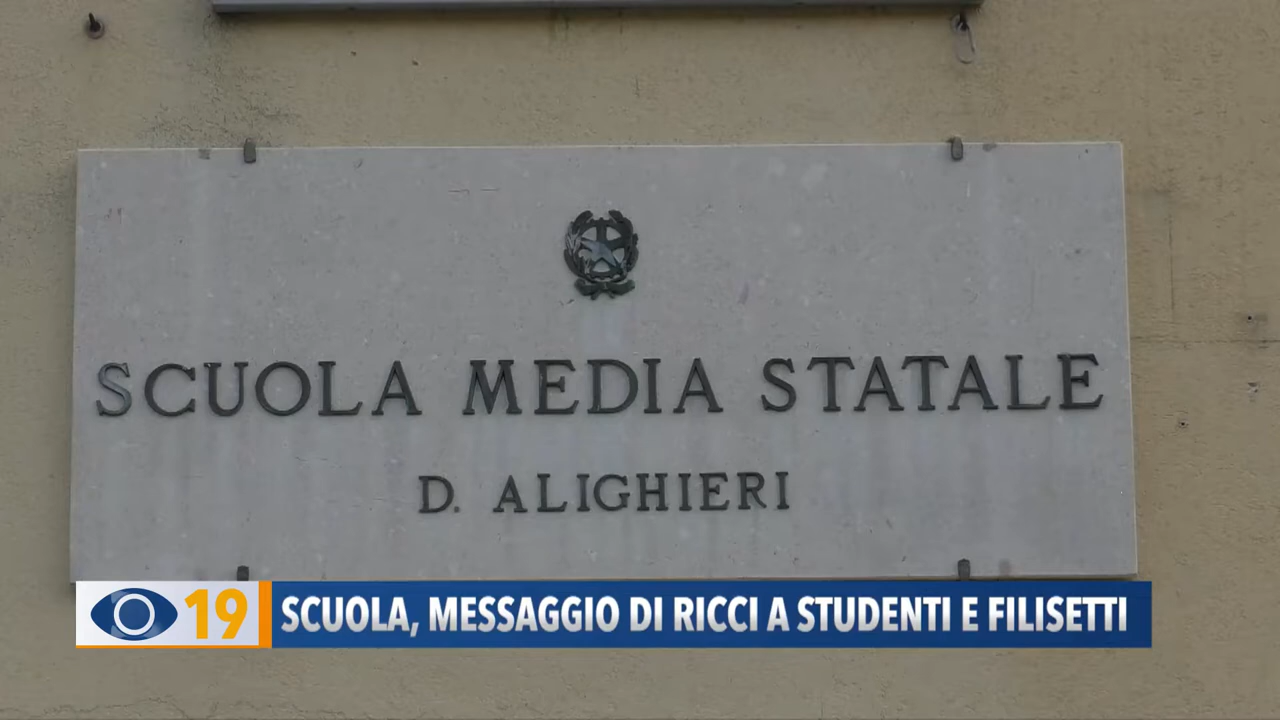 SCUOLA MEDIA STATALE
D. ALIGHIERI
19 SCUOLA, MESSAGGIO DI RICCI A STUDENTI E FILISETTI